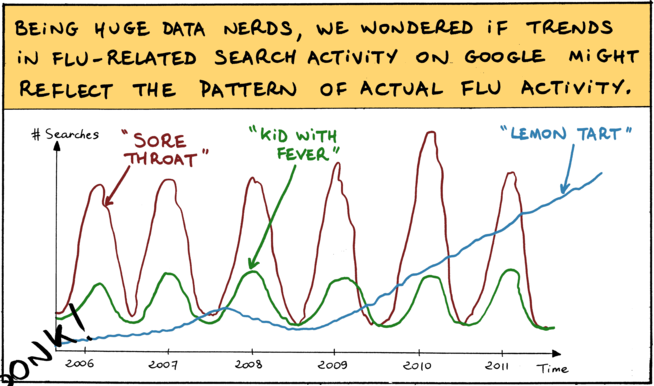 BEING HUGE DATA NERDS, WE WONDERED IF TRENDS
IN FLU-RELATED SEARCH ACTIVITY ON GOOGLE MIGHT
REFLECT THE PATTERN OF ACTUAL FLU ACTIVITY.
# Searches
"SORE
THROAT"
"KID WITH
FEVER"
"LEMON TART"
ONK!
2006 2007 2008 2009 2010 2011 Time